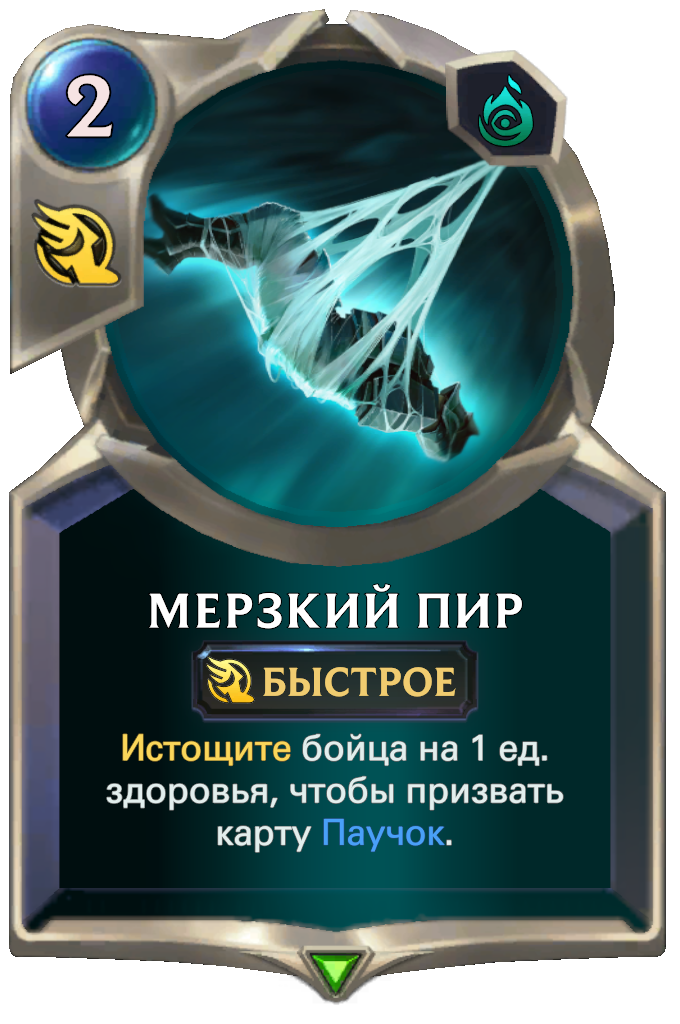 2
МЕРЗКИЙ ПИР
БЫСТРОЕ
Истощите бойца на 1 ед.
здоровья, чтобы призвать
карту Паучок.